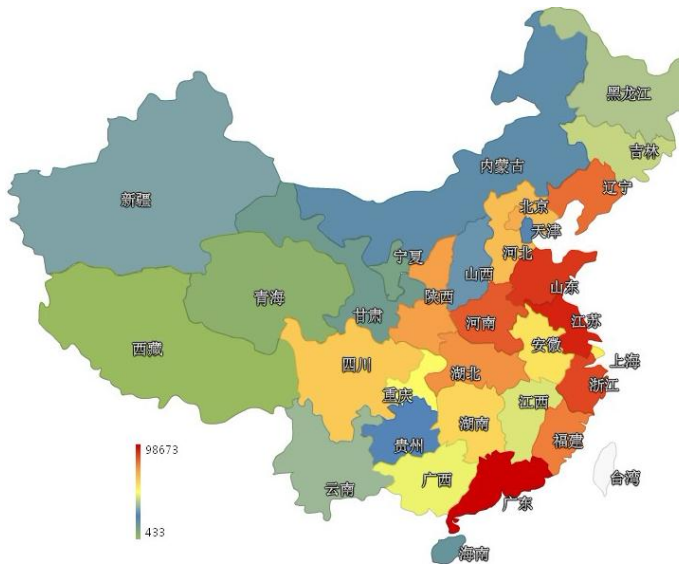 黑龙江
吉林
内蒙古
辽宁
新疆
北京
天津
宁夏
河北
山西
山东
青海
陕西
甘肃
河南
江苏
西藏
安徽
四川
上海
湖北
浙江
重庆
江西
湖南
贵州
福建
98673
广西
台湾
云南
广东
433
海南